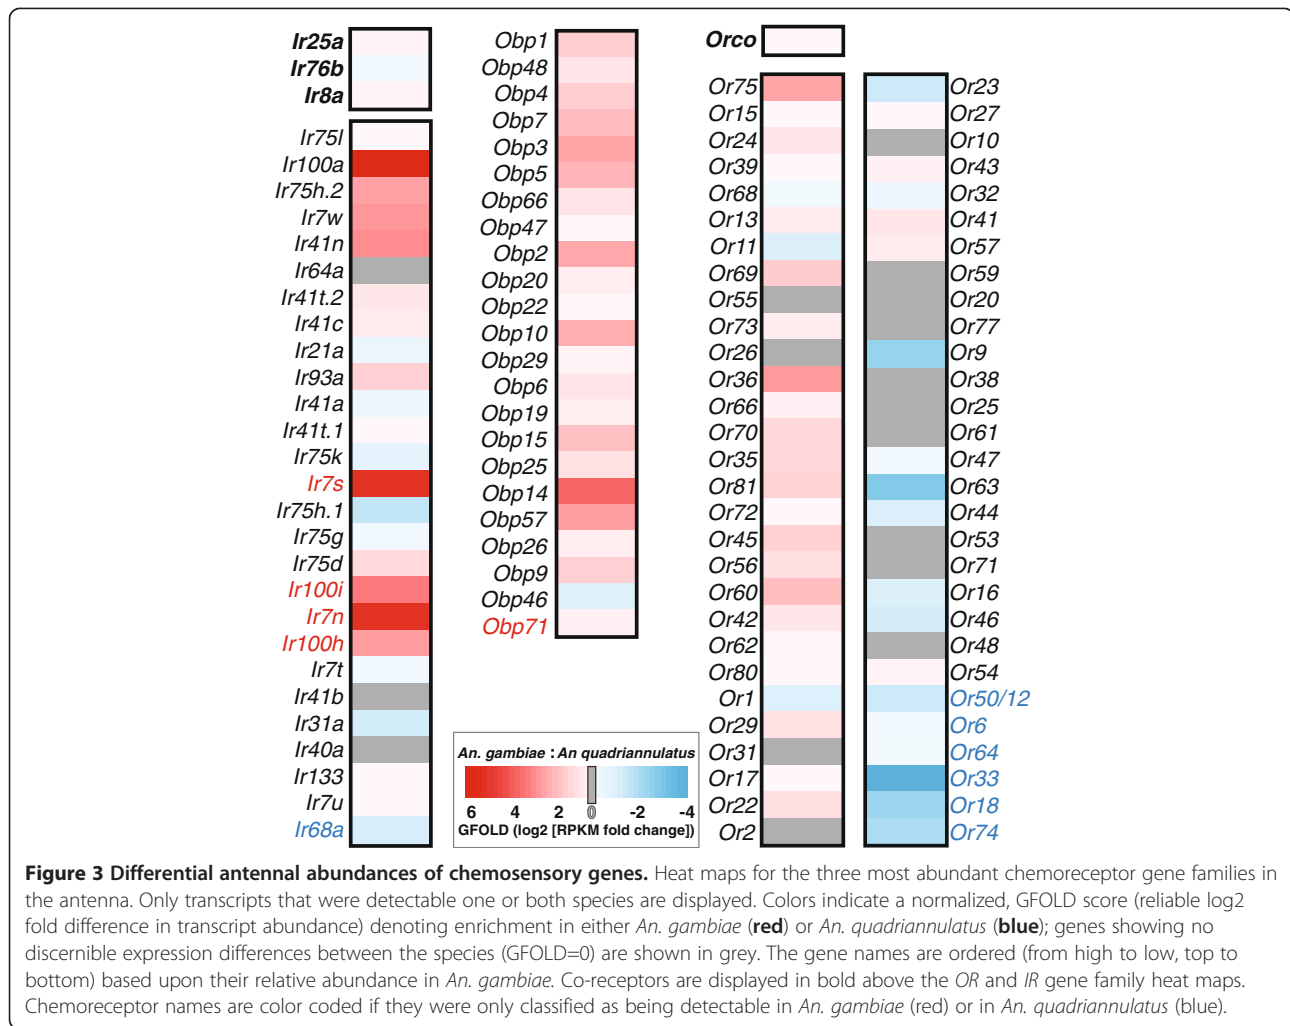 Ir25a
Ir76b
Ir8a
Ir75l
Ir100a
Ir75h.2
Ir7w
Ir41n
Ir64a
Ir41t.2
Ir41c
Ir21a
Ir93a
Ir41a
Ir41t.1
Ir75k
Ir7s
Ir75h.1
Ir75g
Ir75d
Ir100i
Ir7n
Ir100h
Ir7t
Ir41b
Ir31a
Ir40a
Ir133
Ir7u
Ir68a
Obp1
Obp48
Obp4
Obp7
Obp3
Obp5
Obp66
Obp47
Obp2
Obp20
Obp22
Obp10
Obp29
Obp6
Obp19
Obp15
Obp25
Obp14
Obp57
Obp26
Obp9
Obp46
Obp71
An. gambiae : An quadriannulatus
6 4 2 0 -2 -4
GFOLD (log2 [RPKM fold change])
Orco
Or75
Or15
Or24
Or39
Or68
Or13
Or11
Or69
Or55
Or73
Or26
Or36
Or66
Or70
Or35
Or81
Or72
Or45
Or56
Or60
Or42
Or62
Or80
Or1
Or29
Or31
Or17
Or22
Or2
Or23
Or27
Or10
Or43
Or32
Or41
Or57
Or59
Or20
Or77
Or9
Or38
Or25
Or61
Or47
Or63
Or44
Or53
Or71
Or16
Or46
Or48
Or54
Or50/12
Or6
Or64
Or33
Or18
Or74
Figure 3 Differential antennal abundances of chemosensory genes. Heat maps for the three most abundant chemoreceptor gene families in
the antenna. Only transcripts that were detectable one or both species are displayed. Colors indicate a normalized, GFOLD score (reliable log2
fold difference in transcript abundance) denoting enrichment in either An. gambiae (red) or An. quadriannulatus (blue); genes showing no
discernible expression differences between the species (GFOLD=0) are shown in grey. The gene names are ordered (from high to low, top to
bottom) based upon their relative abundance in An. gambiae. Co-receptors are displayed in bold above the OR and IR gene family heat maps.
Chemoreceptor names are color coded if they were only classified as being detectable in An. gambiae (red) or in An. quadriannulatus (blue).